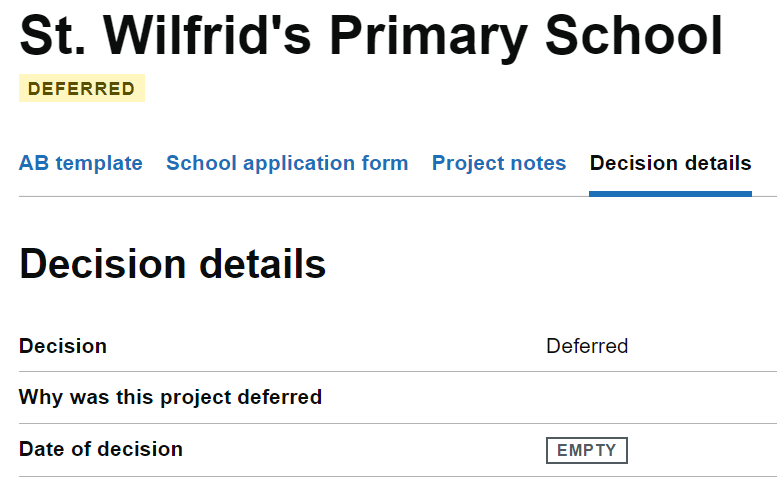 St. Wilfrid's Primary School
DEFERRED
AB template School application form Project notes Decision details
Decision details
Decision Deferred
Why was this project deferred
Date of decision EMPTY